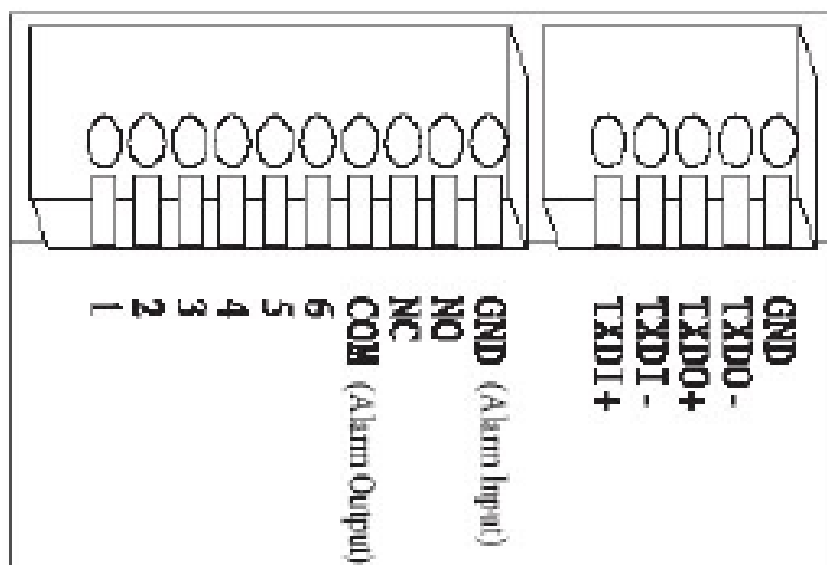 1
2
3
4
5
6
COM (Alarm Output)
NC
NO
GND (Alarm Input)
TXDI+
TXDI-
TXDO+
TXDO-
GND